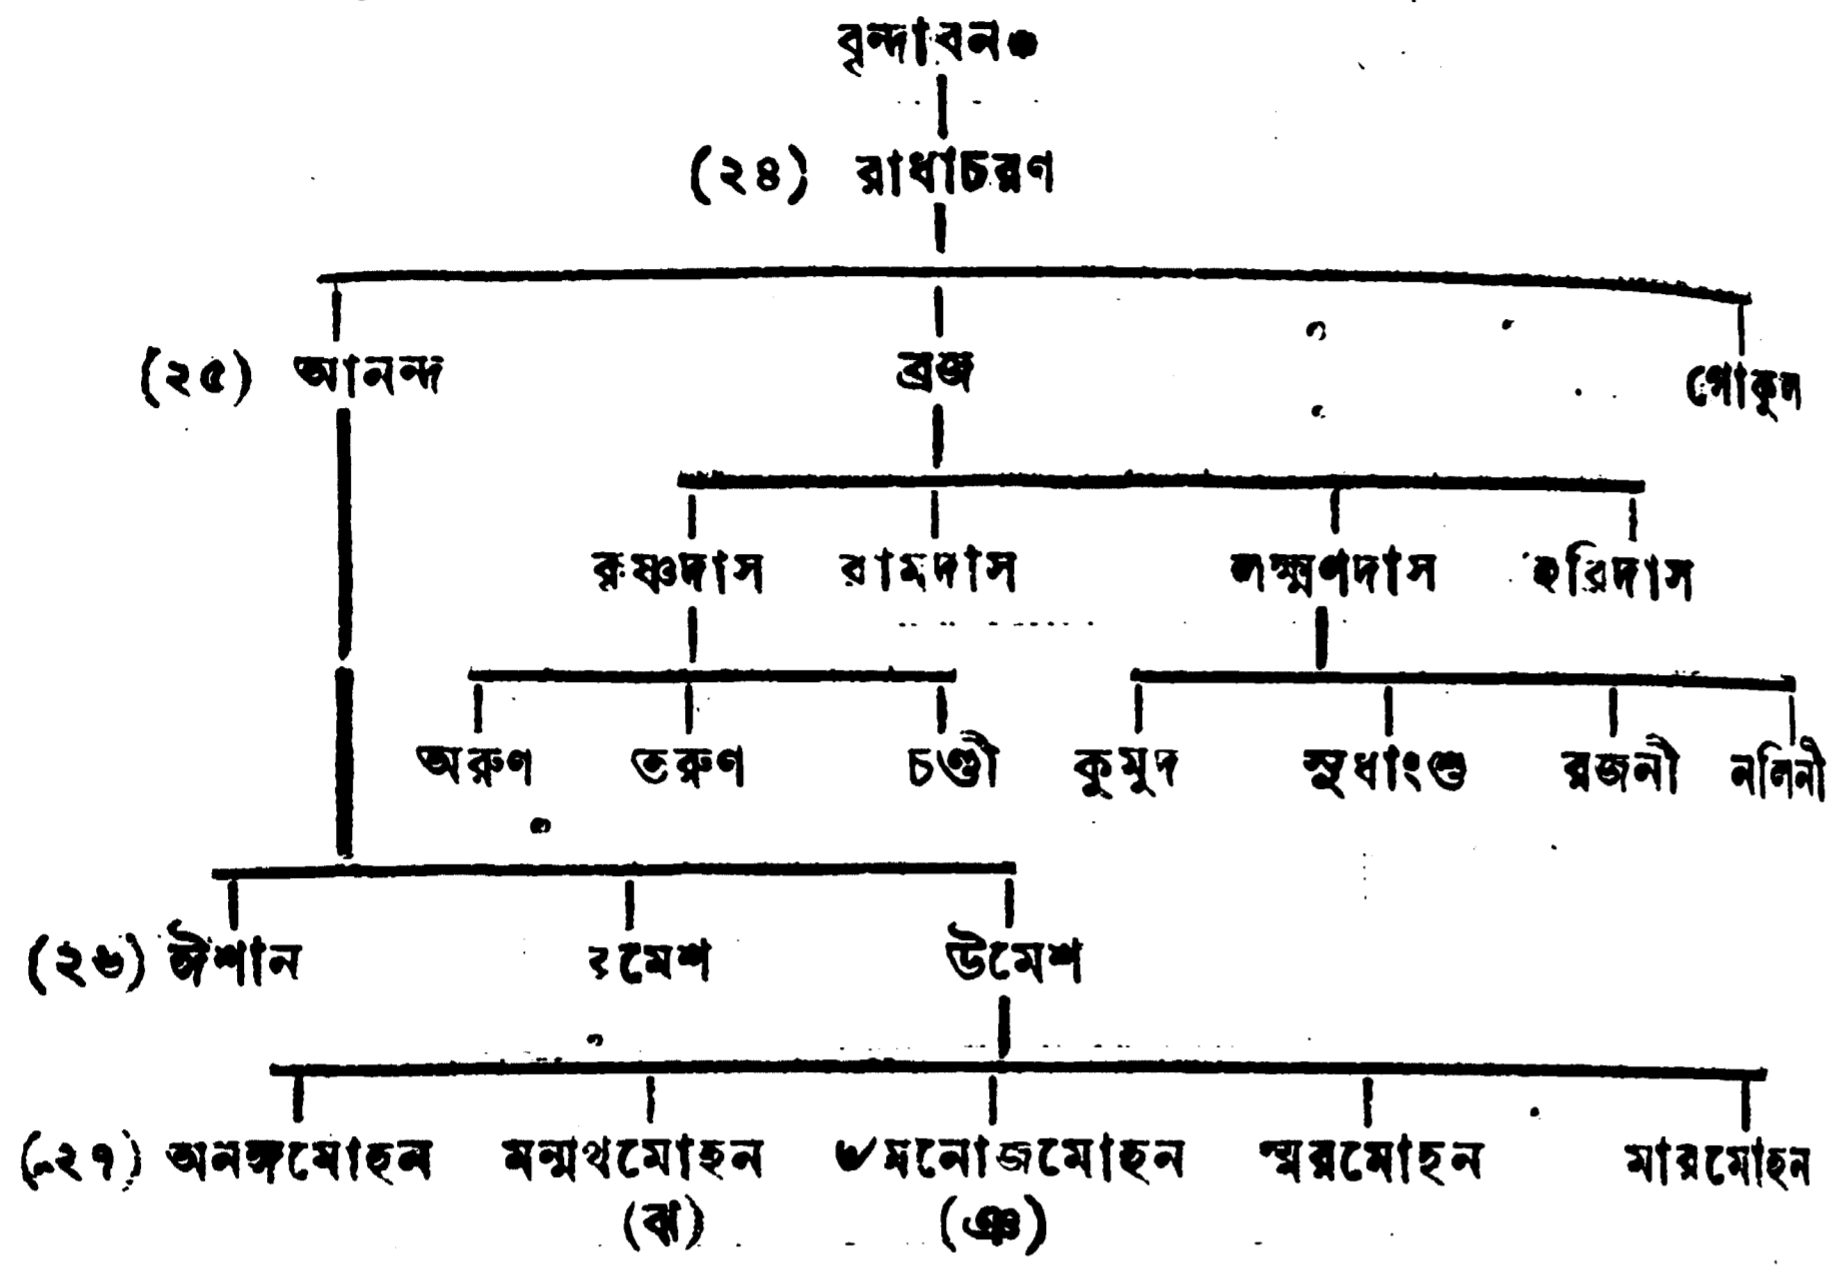 বৃন্দাবন
(২৪) রাধাচরণ
(২৫) আনন্দ ব্রজ গোকুল
কৃষ্ণদাস রামদাস লক্ষ্মণদাস হরিদাস
অরুণ তরুণ চণ্ডী কুমুদ সুধাংশু রজনী নলিনী
(২৬) ঈশান রমেশ উমেশ
(২৭) অনঙ্গমোহন মন্মথমোহন ৺মনোজমোহন স্মরমোহন মারমোহন
(ঝ) (ঞ)